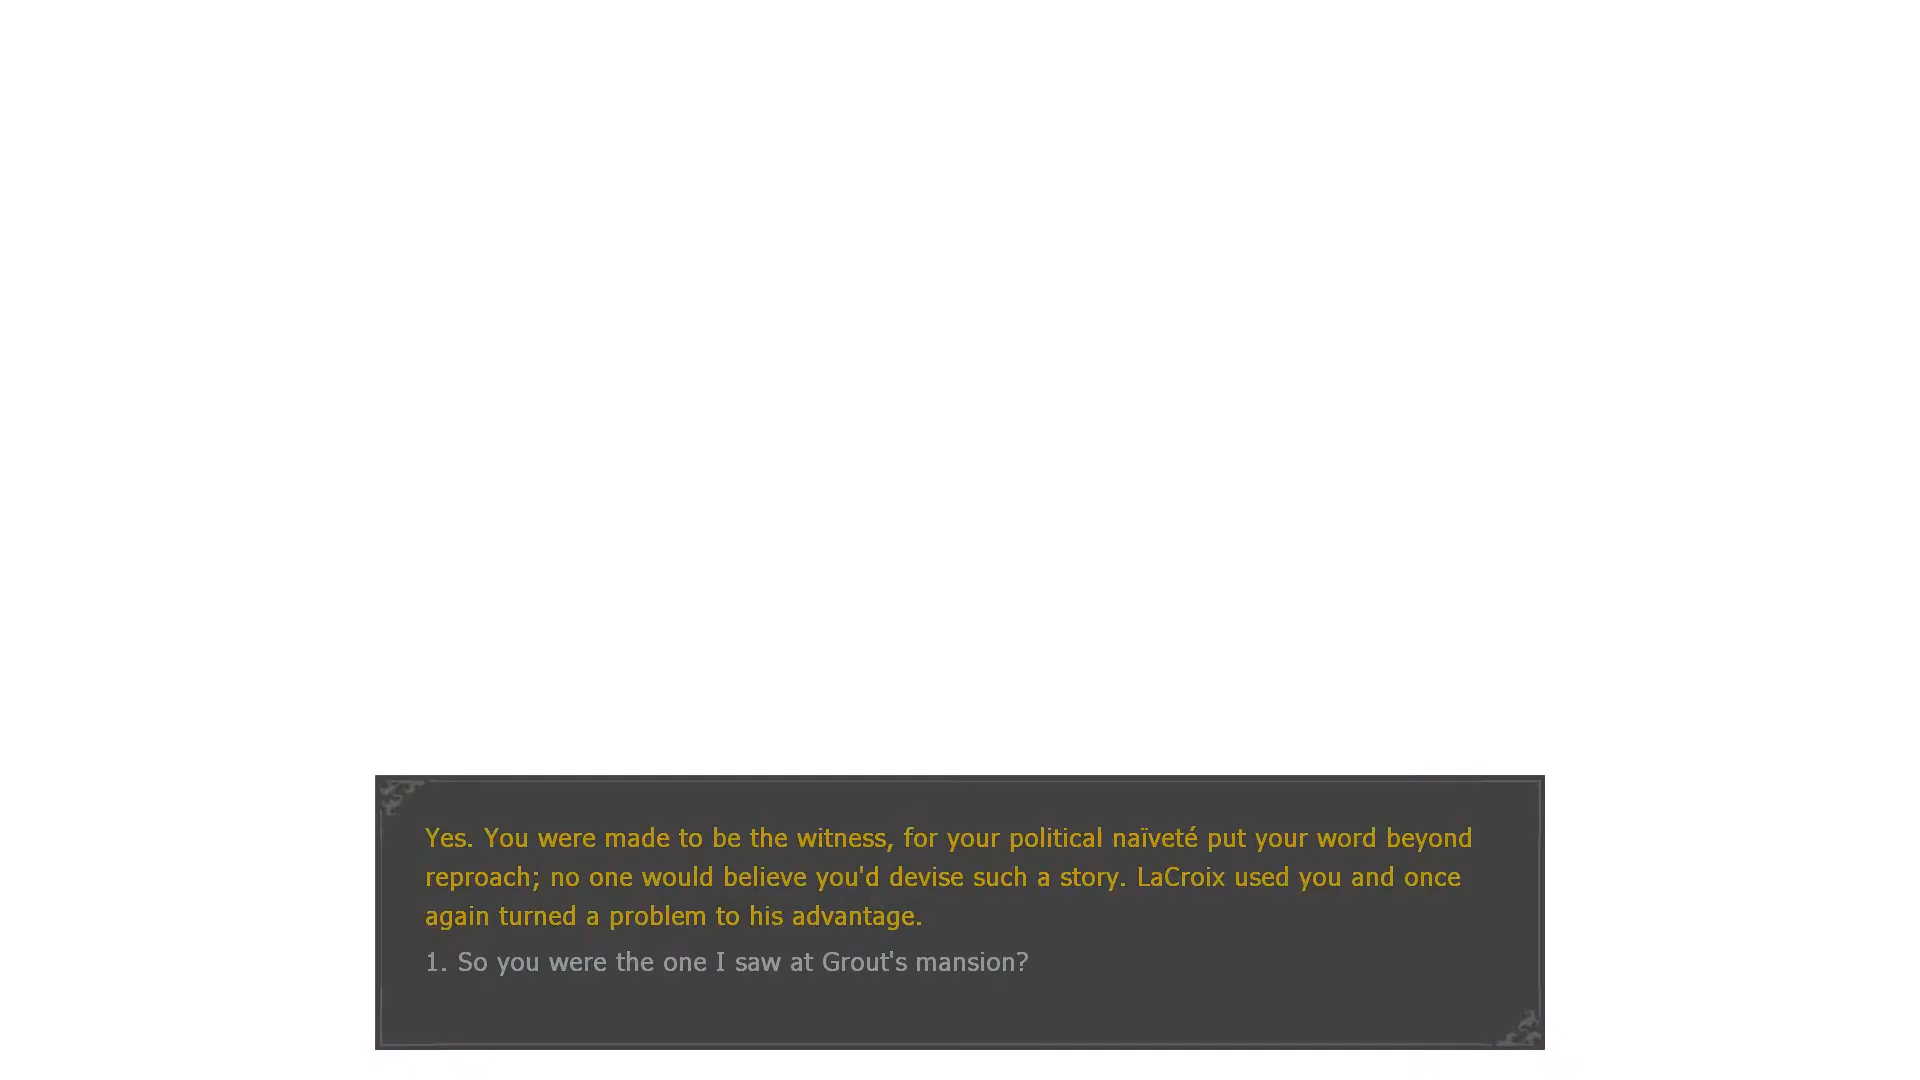 Yes. You were made to be the witness, for your political naïveté put your word beyond
reproach; no one would believe you'd devise such a story. LaCroix used you and once
again turned a problem to his advantage.
1. So you were the one I saw at Grout's mansion?